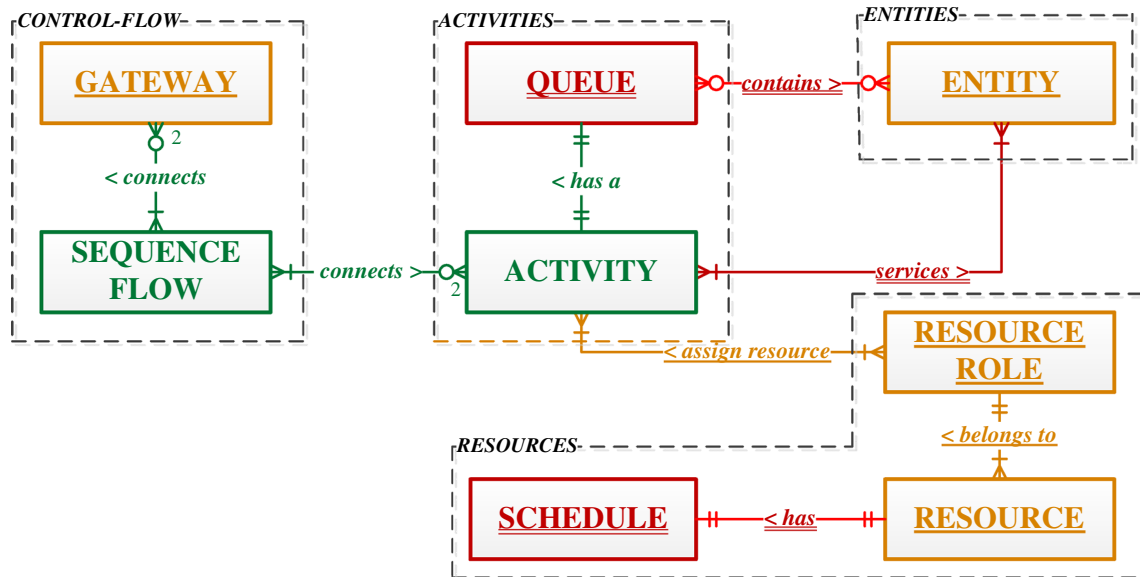 CONTROL-FLOW
ACTIVITIES
ENTITIES
GATEWAY
QUEUE
contains >
ENTITY
2
< connects
< has a
SEQUENCE
FLOW
connects >
2
ACTIVITY
services >
< assign resource
RESOURCE
ROLE
< belongs to
RESOURCES
SCHEDULE
< has
RESOURCE